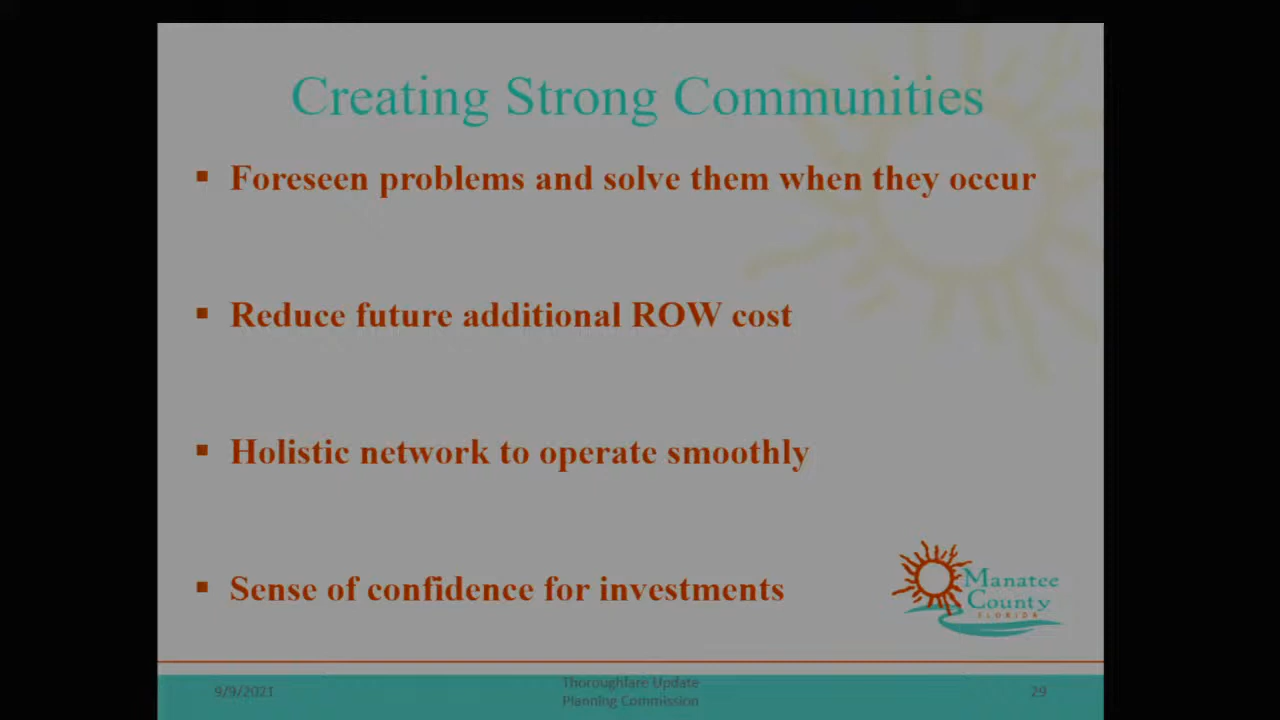 Creating Strong Communities
▪ Foreseen problems and solve them when they occur
▪ Reduce future additional ROW cost
▪ Holistic network to operate smoothly
▪ Sense of confidence for investments
Manatee
County
FLORIDA
9/9/2021
Thoroughfare Update
Planning Commission
29